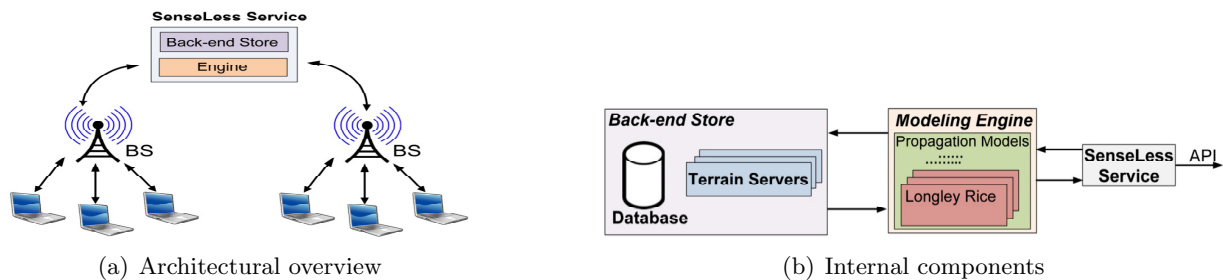 SenseLess Service
Back-end Store
Engine
BS
BS
(a) Architectural overview
Back-end Store
Database
Terrain Servers
Modeling Engine
Propagation Models
...::::::
Longley Rice
SenseLess
Service
API
(b) Internal components